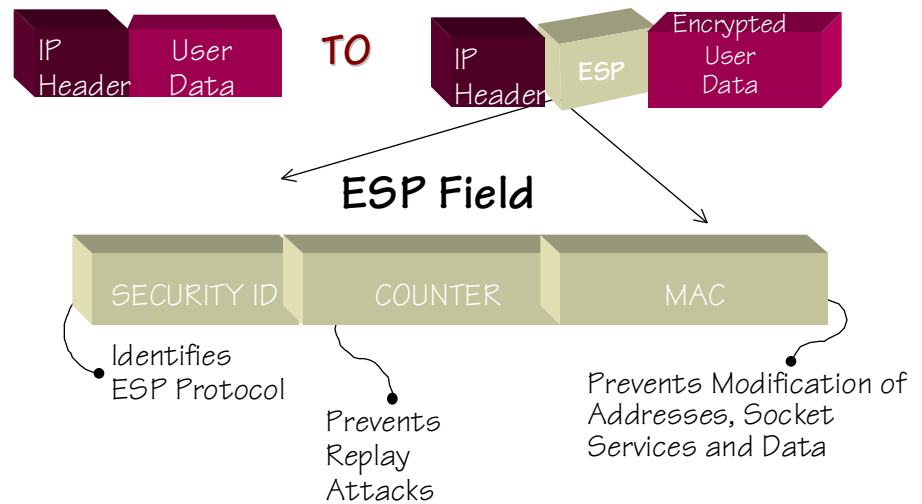 IP
Header
User
Data
TO
IP
Header
ESP
Encrypted
User
Data
ESP Field
SECURITY ID
COUNTER
MAC
Identifies
ESP Protocol
Prevents
Replay
Attacks
Prevents Modification of
Addresses, Socket
Services and Data